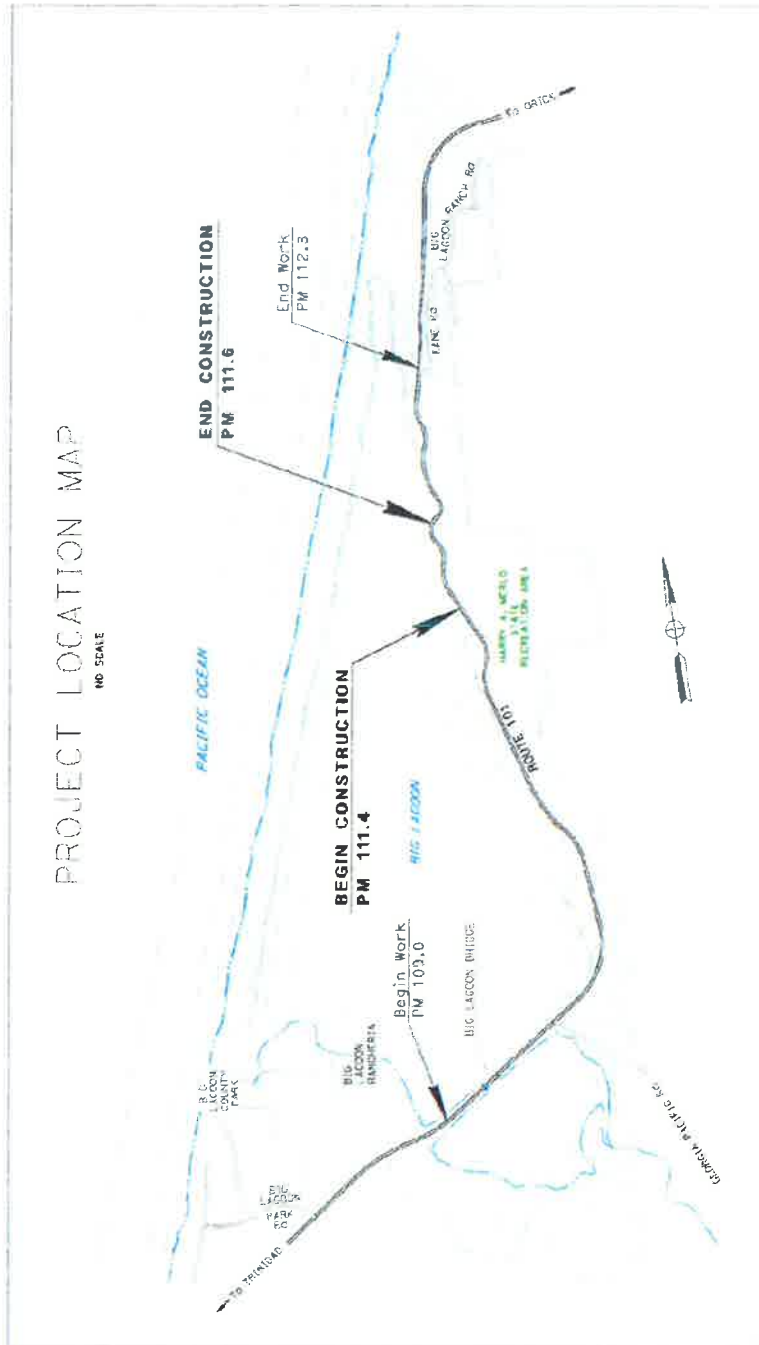 PROJECT LOCATION MAP
NO SCALE
PACIFIC OCEAN
END CONSTRUCTION
PM 111.6
End Work
PM 112.3
TO ORICK
BIG
LAGOON RANCH RD
KANE RD
BEGIN CONSTRUCTION
PM 111.4
BIG LAGOON
HARRY A. MERLO
STATE
RECREATION AREA
ROUTE 101
Begin Work
PM 109.0
BIG LAGOON BRIDGE
BIG
LAGOON
RANCHERIA
BIG
LAGOON
COUNTY
PARK
BIG
LAGOON
PARK
RD
TO TRINIDAD
GEORGIA PACIFIC RD